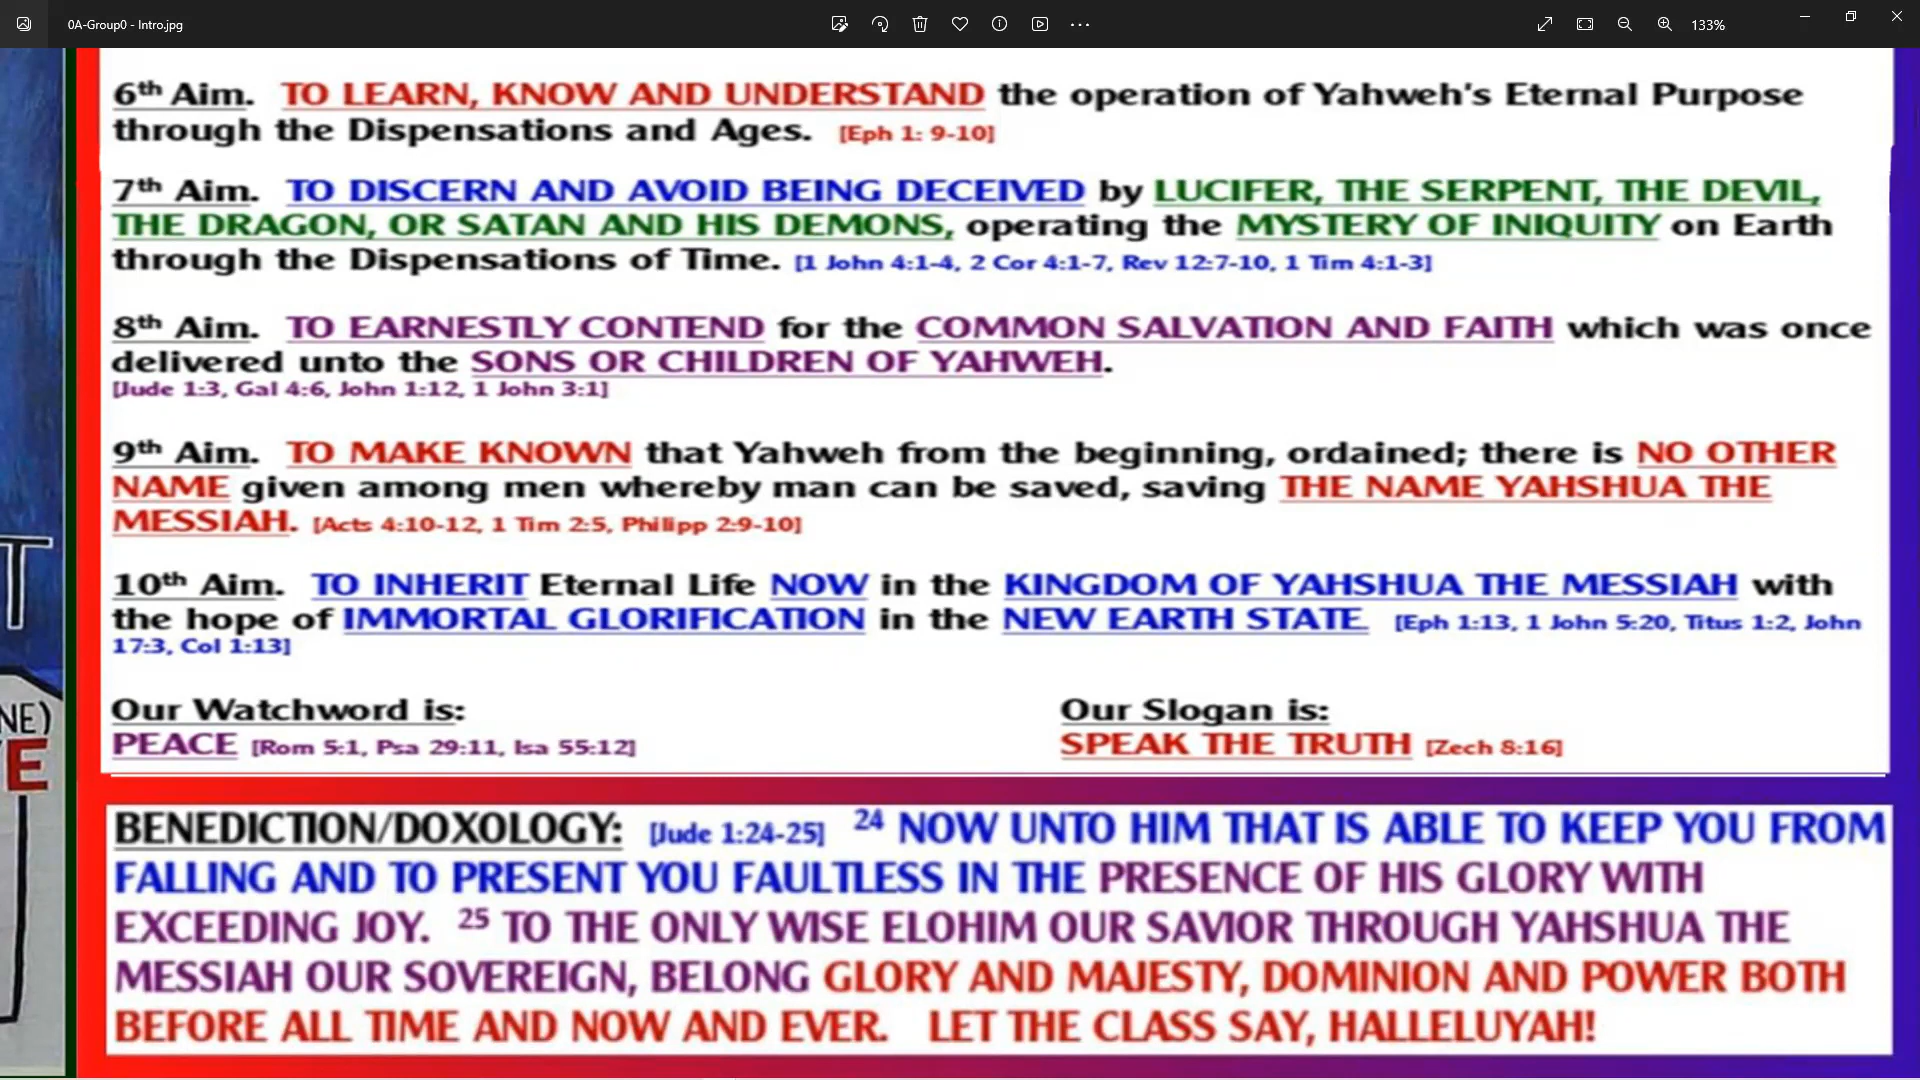 0A-Group0 - Intro.jpg
133%
6th Aim. TO LEARN, KNOW AND UNDERSTAND the operation of Yahweh's Eternal Purpose
through the Dispensations and Ages. [Eph 1: 9-10]
7th Aim. TO DISCERN AND AVOID BEING DECEIVED by LUCIFER, THE SERPENT, THE DEVIL,
THE DRAGON, OR SATAN AND HIS DEMONS, operating the MYSTERY OF INIQUITY on Earth
through the Dispensations of Time. [1 John 4:1-4, 2 Cor 4:1-7, Rev 12:7-10, 1 Tim 4:1-3]
8th Aim. TO EARNESTLY CONTEND for the COMMON SALVATION AND FAITH which was once
delivered unto the SONS OR CHILDREN OF YAHWEH.
[Jude 1:3, Gal 4:6, John 1:12, 1 John 3:1]
9th Aim. TO MAKE KNOWN that Yahweh from the beginning, ordained; there is NO OTHER
NAME given among men whereby man can be saved, saving THE NAME YAHSHUA THE
MESSIAH. [Acts 4:10-12, 1 Tim 2:5, Philipp 2:9-10]
10th Aim. TO INHERIT Eternal Life NOW in the KINGDOM OF YAHSHUA THE MESSIAH with
the hope of IMMORTAL GLORIFICATION in the NEW EARTH STATE [Eph 1:13, 1 John 5:20, Titus 1:2, John
17:3, Col 1:13]
Our Watchword is:
PEACE [Rom 5:1, Psa 29:11, Isa 55:12]
Our Slogan is:
SPEAK THE TRUTH [Zech 8:16]
BENEDICTION/DOXOLOGY: [Jude 1:24-25] 24 NOW UNTO HIM THAT IS ABLE TO KEEP YOU FROM
FALLING AND TO PRESENT YOU FAULTLESS IN THE PRESENCE OF HIS GLORY WITH
EXCEEDING JOY. 25 TO THE ONLY WISE ELOHIM OUR SAVIOR THROUGH YAHSHUA THE
MESSIAH OUR SOVEREIGN, BELONG GLORY AND MAJESTY, DOMINION AND POWER BOTH
BEFORE ALL TIME AND NOW AND EVER. LET THE CLASS SAY, HALLELUYAH!